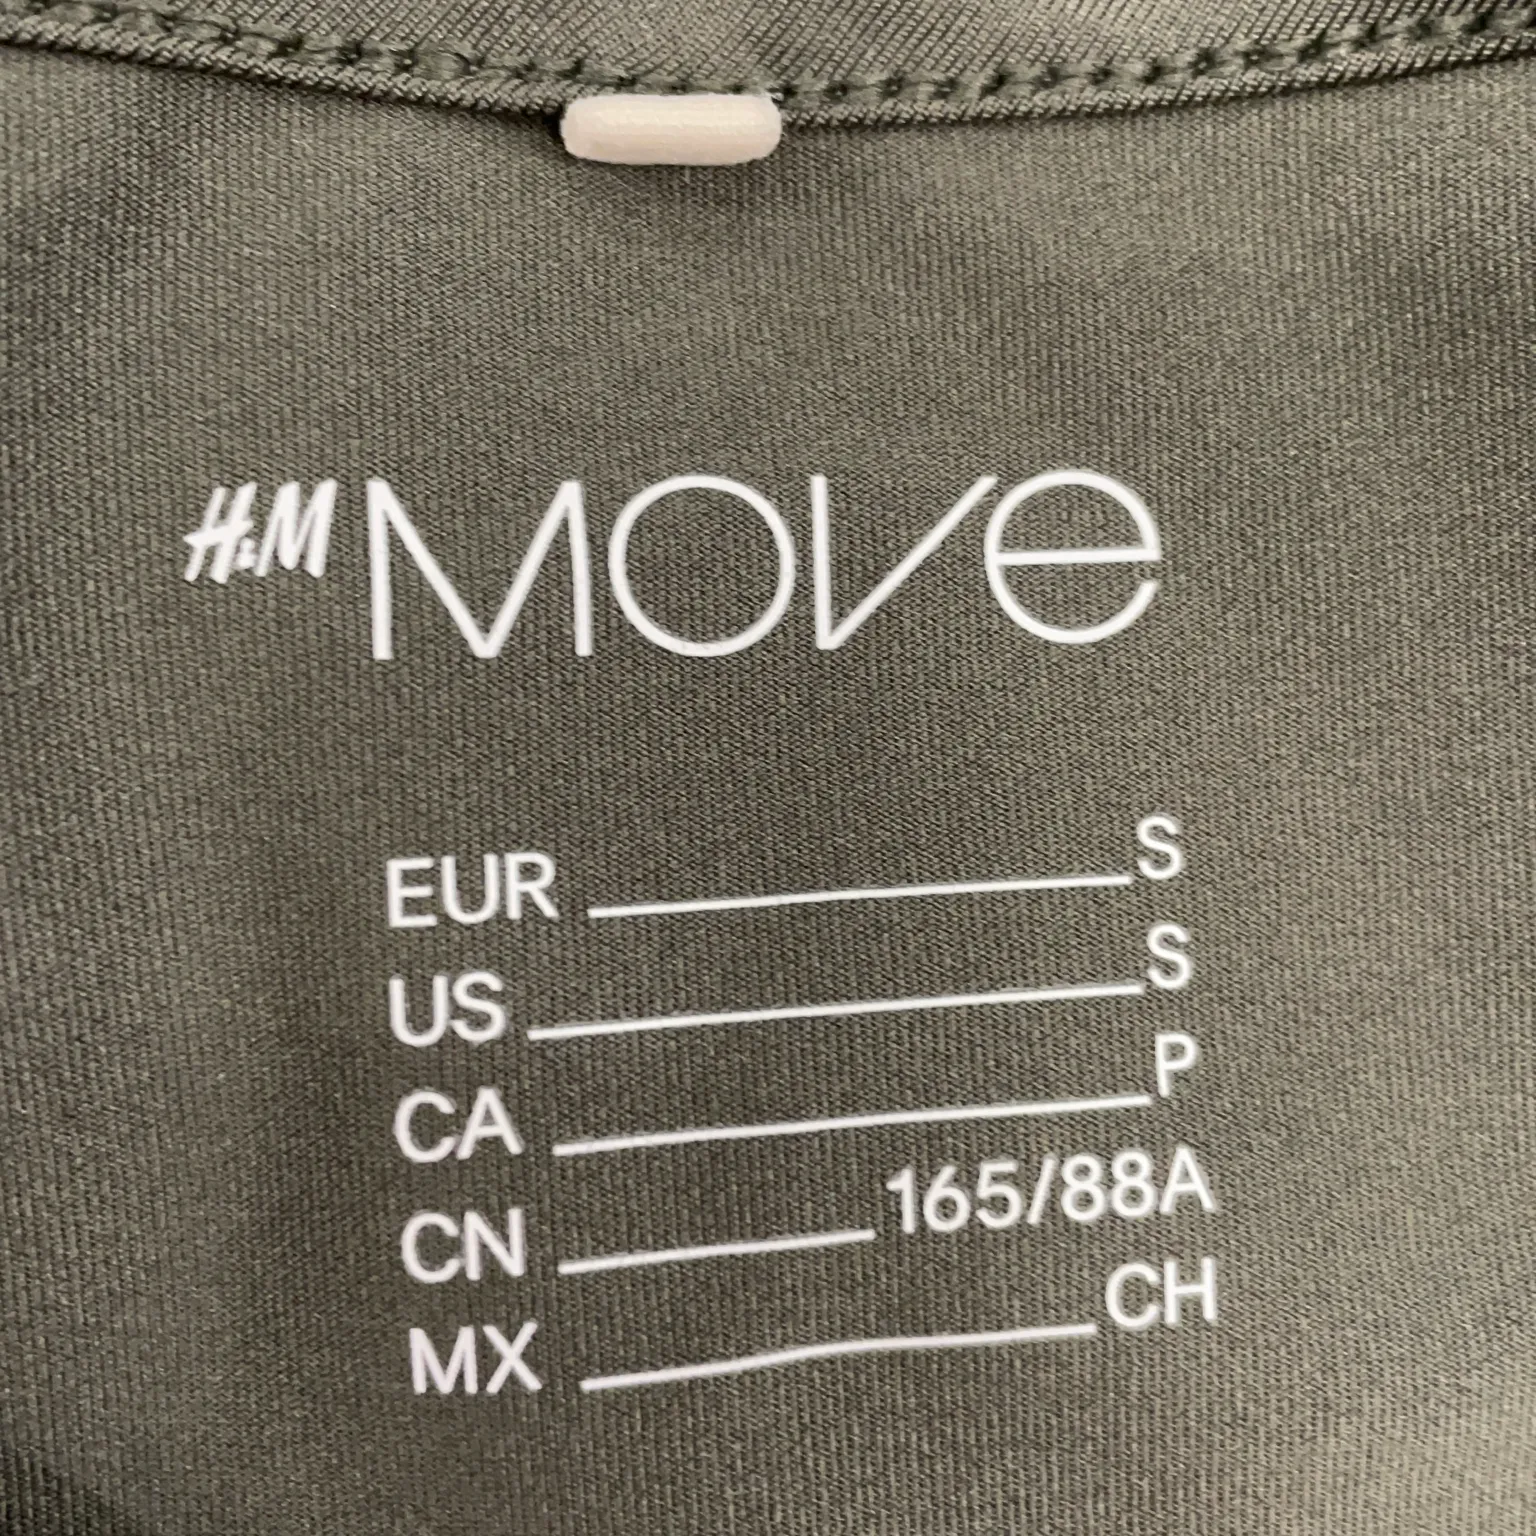 H&M MOVE
EUR S
US S
CA P
CN 165/88A
MX CH